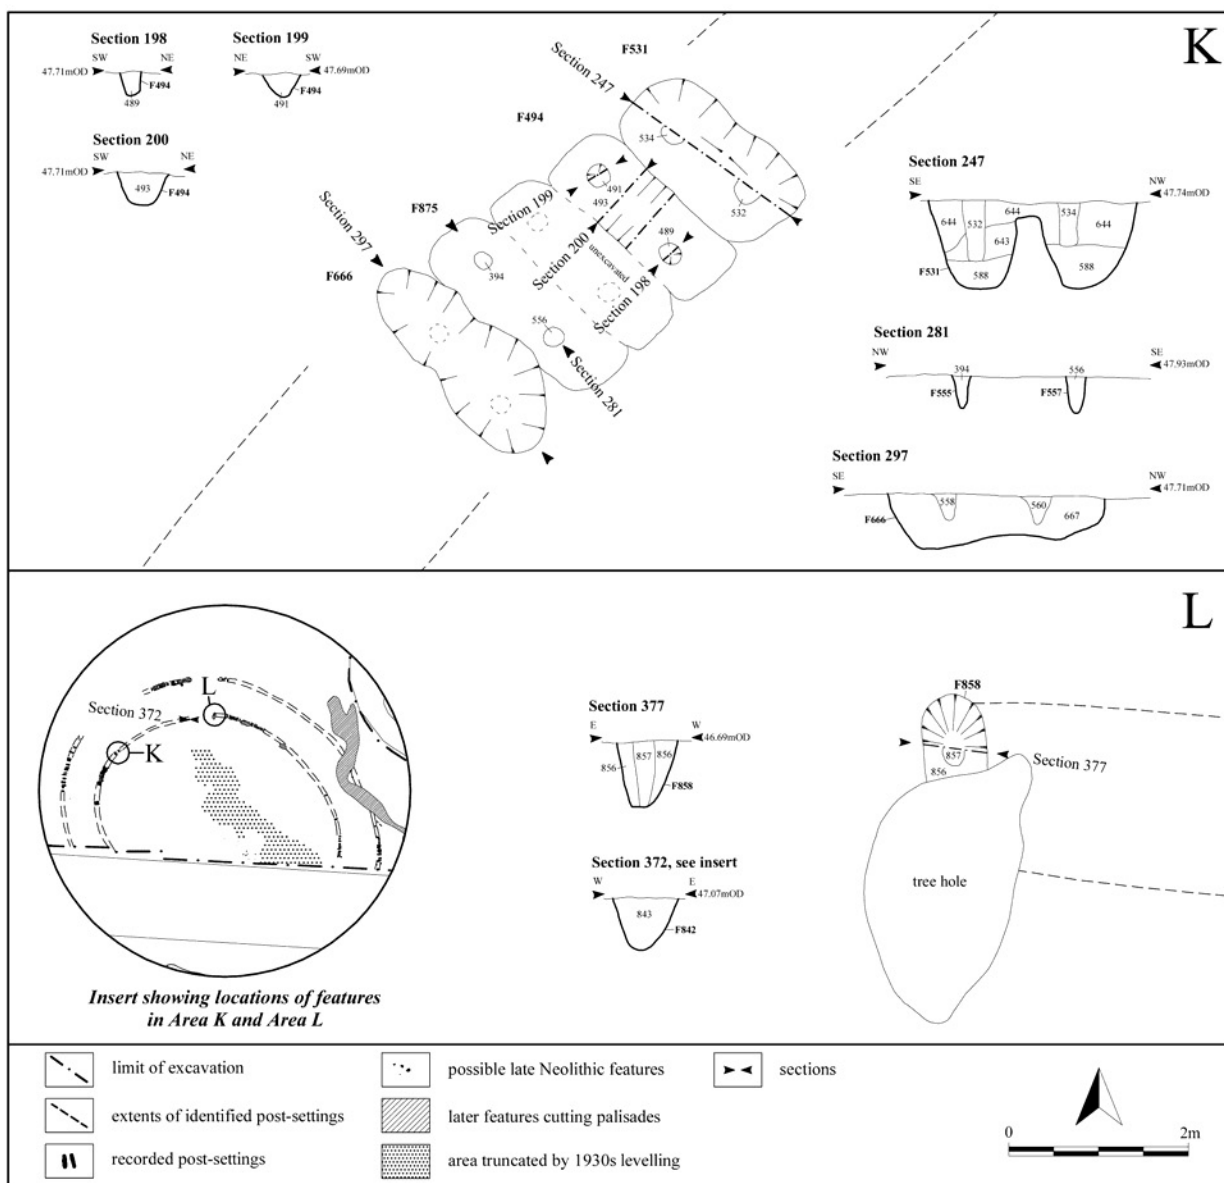 K
Section 198
SW NE
47.71mOD
F494
489
Section 199
NE SW
47.69mOD
F494
491
Section 200
SW NE
47.71mOD
493
F494
F531
Section 247
534
532
F494
491
493
Section 199
489
Section 200
unexcavated
Section 198
F875
394
Section 297
F666
556
Section 281
Section 247
SE NW
47.74mOD
644 532 644 534 644
643
588 588
F531
Section 281
NW SE
47.93mOD
394 556
F555 F557
Section 297
SE NW
47.71mOD
558 560
F666 667
L
Section 372
L
K
Insert showing locations of features
in Area K and Area L
Section 377
E W
46.69mOD
856 857 856
F858
Section 372, see insert
W E
47.07mOD
843
F842
F858
857
856
Section 377
tree hole
limit of excavation
extents of identified post-settings
recorded post-settings
possible late Neolithic features
later features cutting palisades
area truncated by 1930s levelling
sections
0 2m